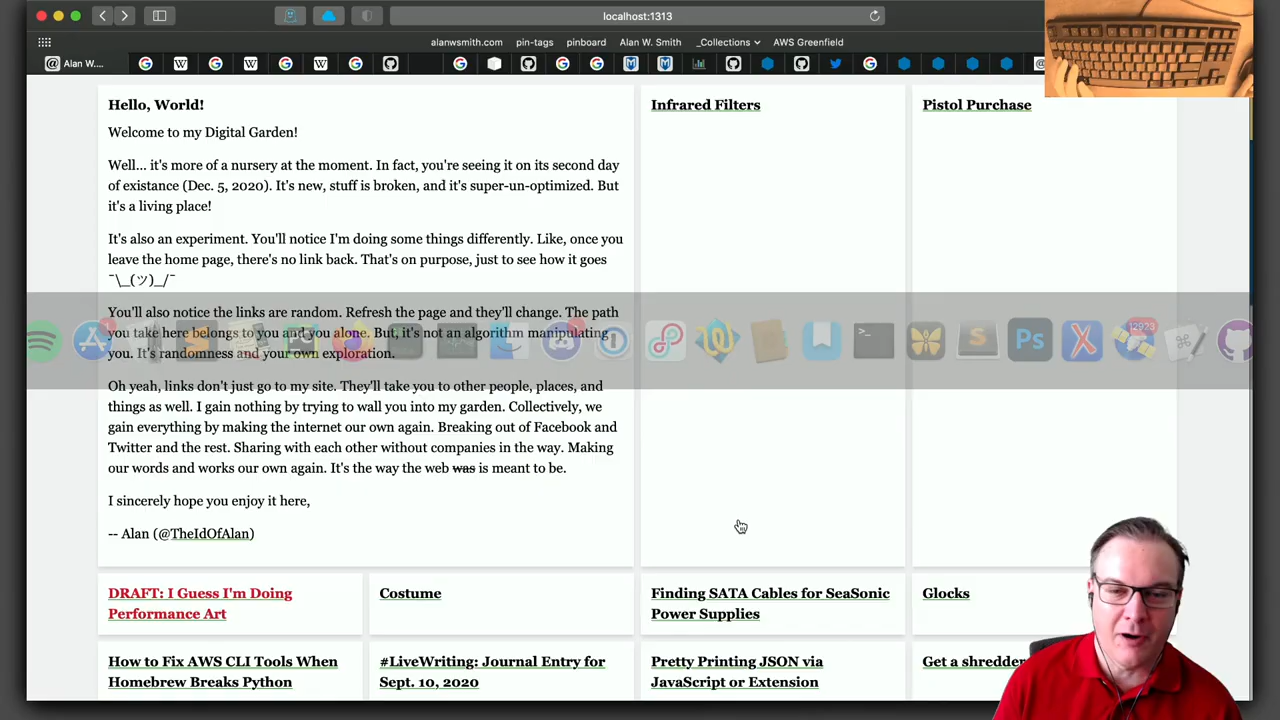 localhost:1313
alanwsmith.com pin-tags pinboard Alan W. Smith _Collections AWS Greenfield
Alan W....
Hello, World!
Welcome to my Digital Garden!
Well... it's more of a nursery at the moment. In fact, you're seeing it on its second day
of existance (Dec. 5, 2020). It's new, stuff is broken, and it's super-un-optimized. But
it's a living place!
It's also an experiment. You'll notice I'm doing some things differently. Like, once you
leave the home page, there's no link back. That's on purpose, just to see how it goes
¯\_(ツ)_/¯
You'll also notice the links are random. Refresh the page and they'll change. The path
you take here belongs to you and you alone. But, it's not an algorithm manipulating
you. It's randomness and your own exploration.
Oh yeah, links don't just go to my site. They'll take you to other people, places, and
things as well. I gain nothing by trying to wall you into my garden. Collectively, we
gain everything by making the internet our own again. Breaking out of Facebook and
Twitter and the rest. Sharing with each other without companies in the way. Making
our words and works our own again. It's the way the web was is meant to be.
I sincerely hope you enjoy it here,
-- Alan (@TheIdOfAlan)
Infrared Filters
Pistol Purchase
12923
Ps
DRAFT: I Guess I'm Doing
Performance Art
Costume
Finding SATA Cables for SeaSonic
Power Supplies
Glocks
How to Fix AWS CLI Tools When
Homebrew Breaks Python
#LiveWriting: Journal Entry for
Sept. 10, 2020
Pretty Printing JSON via
JavaScript or Extension
Get a shredder